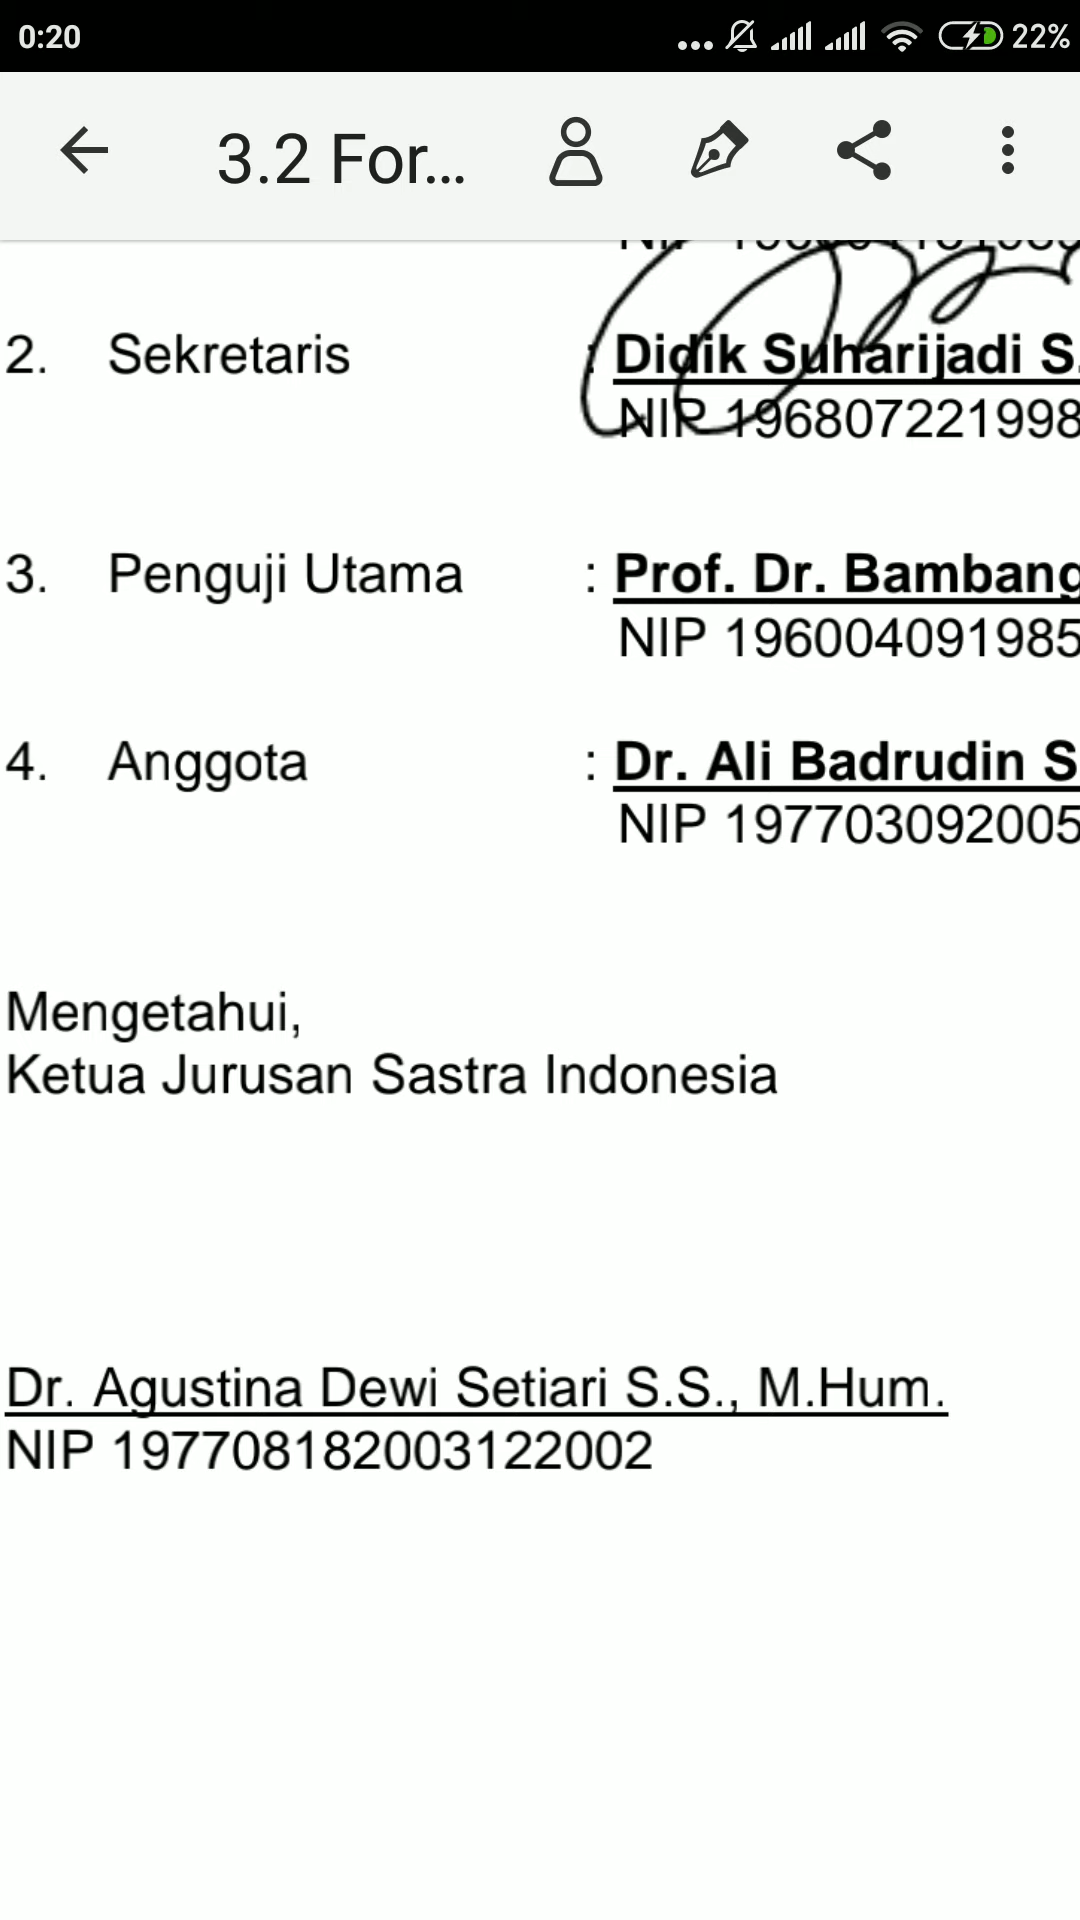 0:20
22%
3.2 For...
2. Sekretaris : Didik Suharijadi S.
NIP 196807221998
3. Penguji Utama : Prof. Dr. Bambang
NIP 196004091985
4. Anggota : Dr. Ali Badrudin S
NIP 197703092005
Mengetahui,
Ketua Jurusan Sastra Indonesia
Dr. Agustina Dewi Setiari S.S., M.Hum.
NIP 197708182003122002